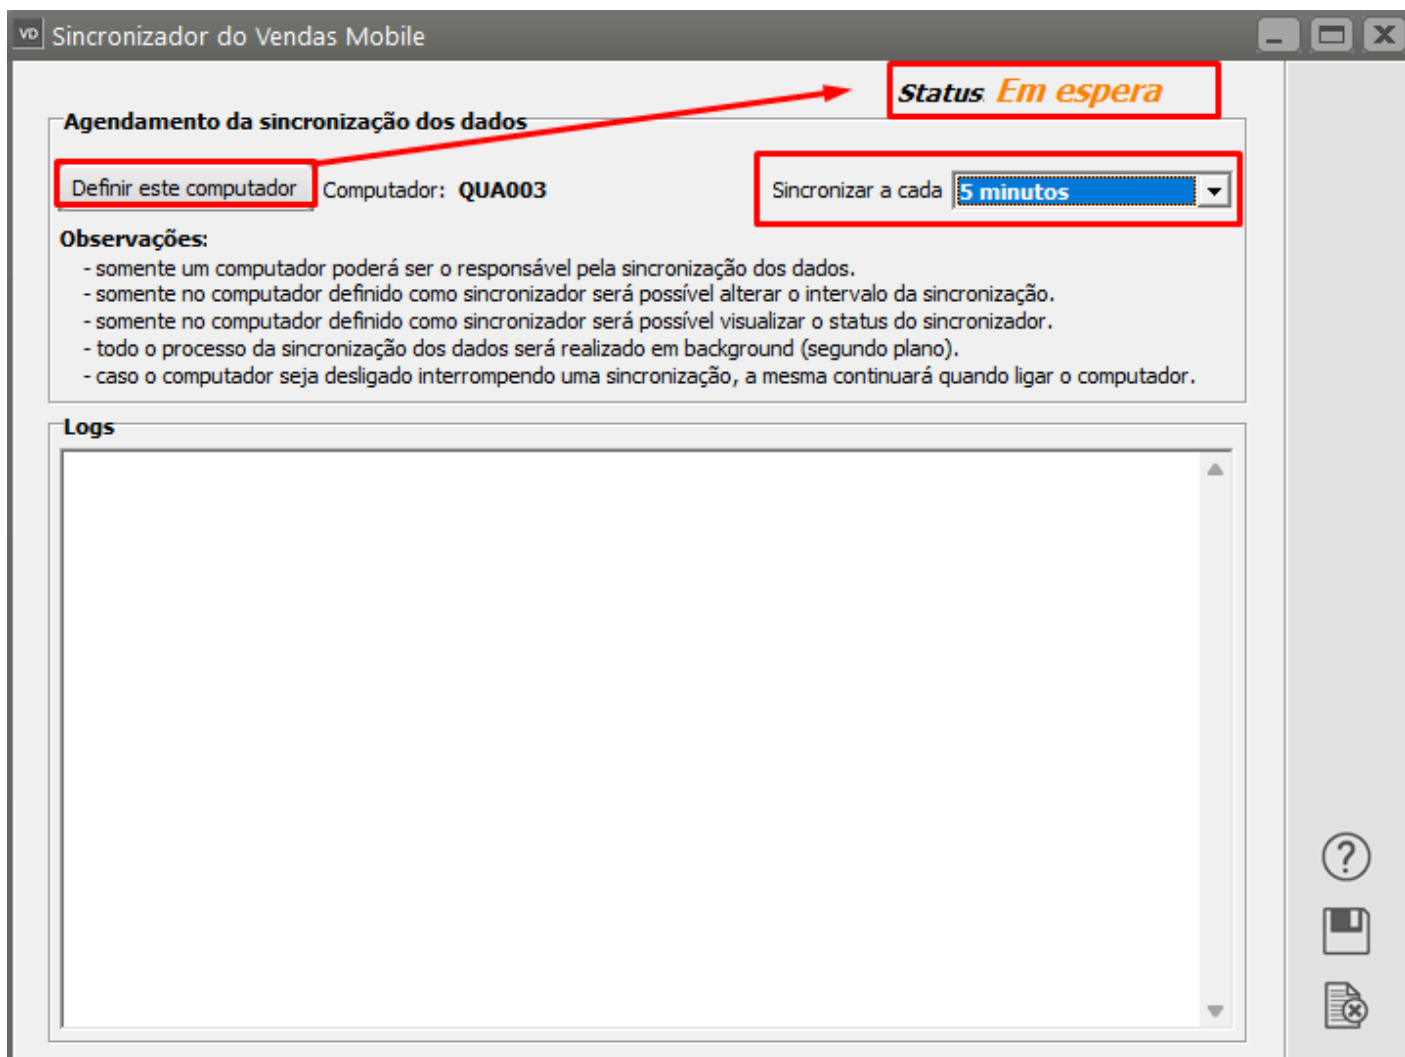 VD Sincronizador do Vendas Mobile
Status: Em espera
Agendamento da sincronização dos dados
Definir este computador Computador: QUA003 Sincronizar a cada 5 minutos
Observações:
- somente um computador poderá ser o responsável pela sincronização dos dados.
- somente no computador definido como sincronizador será possível alterar o intervalo da sincronização.
- somente no computador definido como sincronizador será possível visualizar o status do sincronizador.
- todo o processo da sincronização dos dados será realizado em background (segundo plano).
- caso o computador seja desligado interrompendo uma sincronização, a mesma continuará quando ligar o computador.
Logs